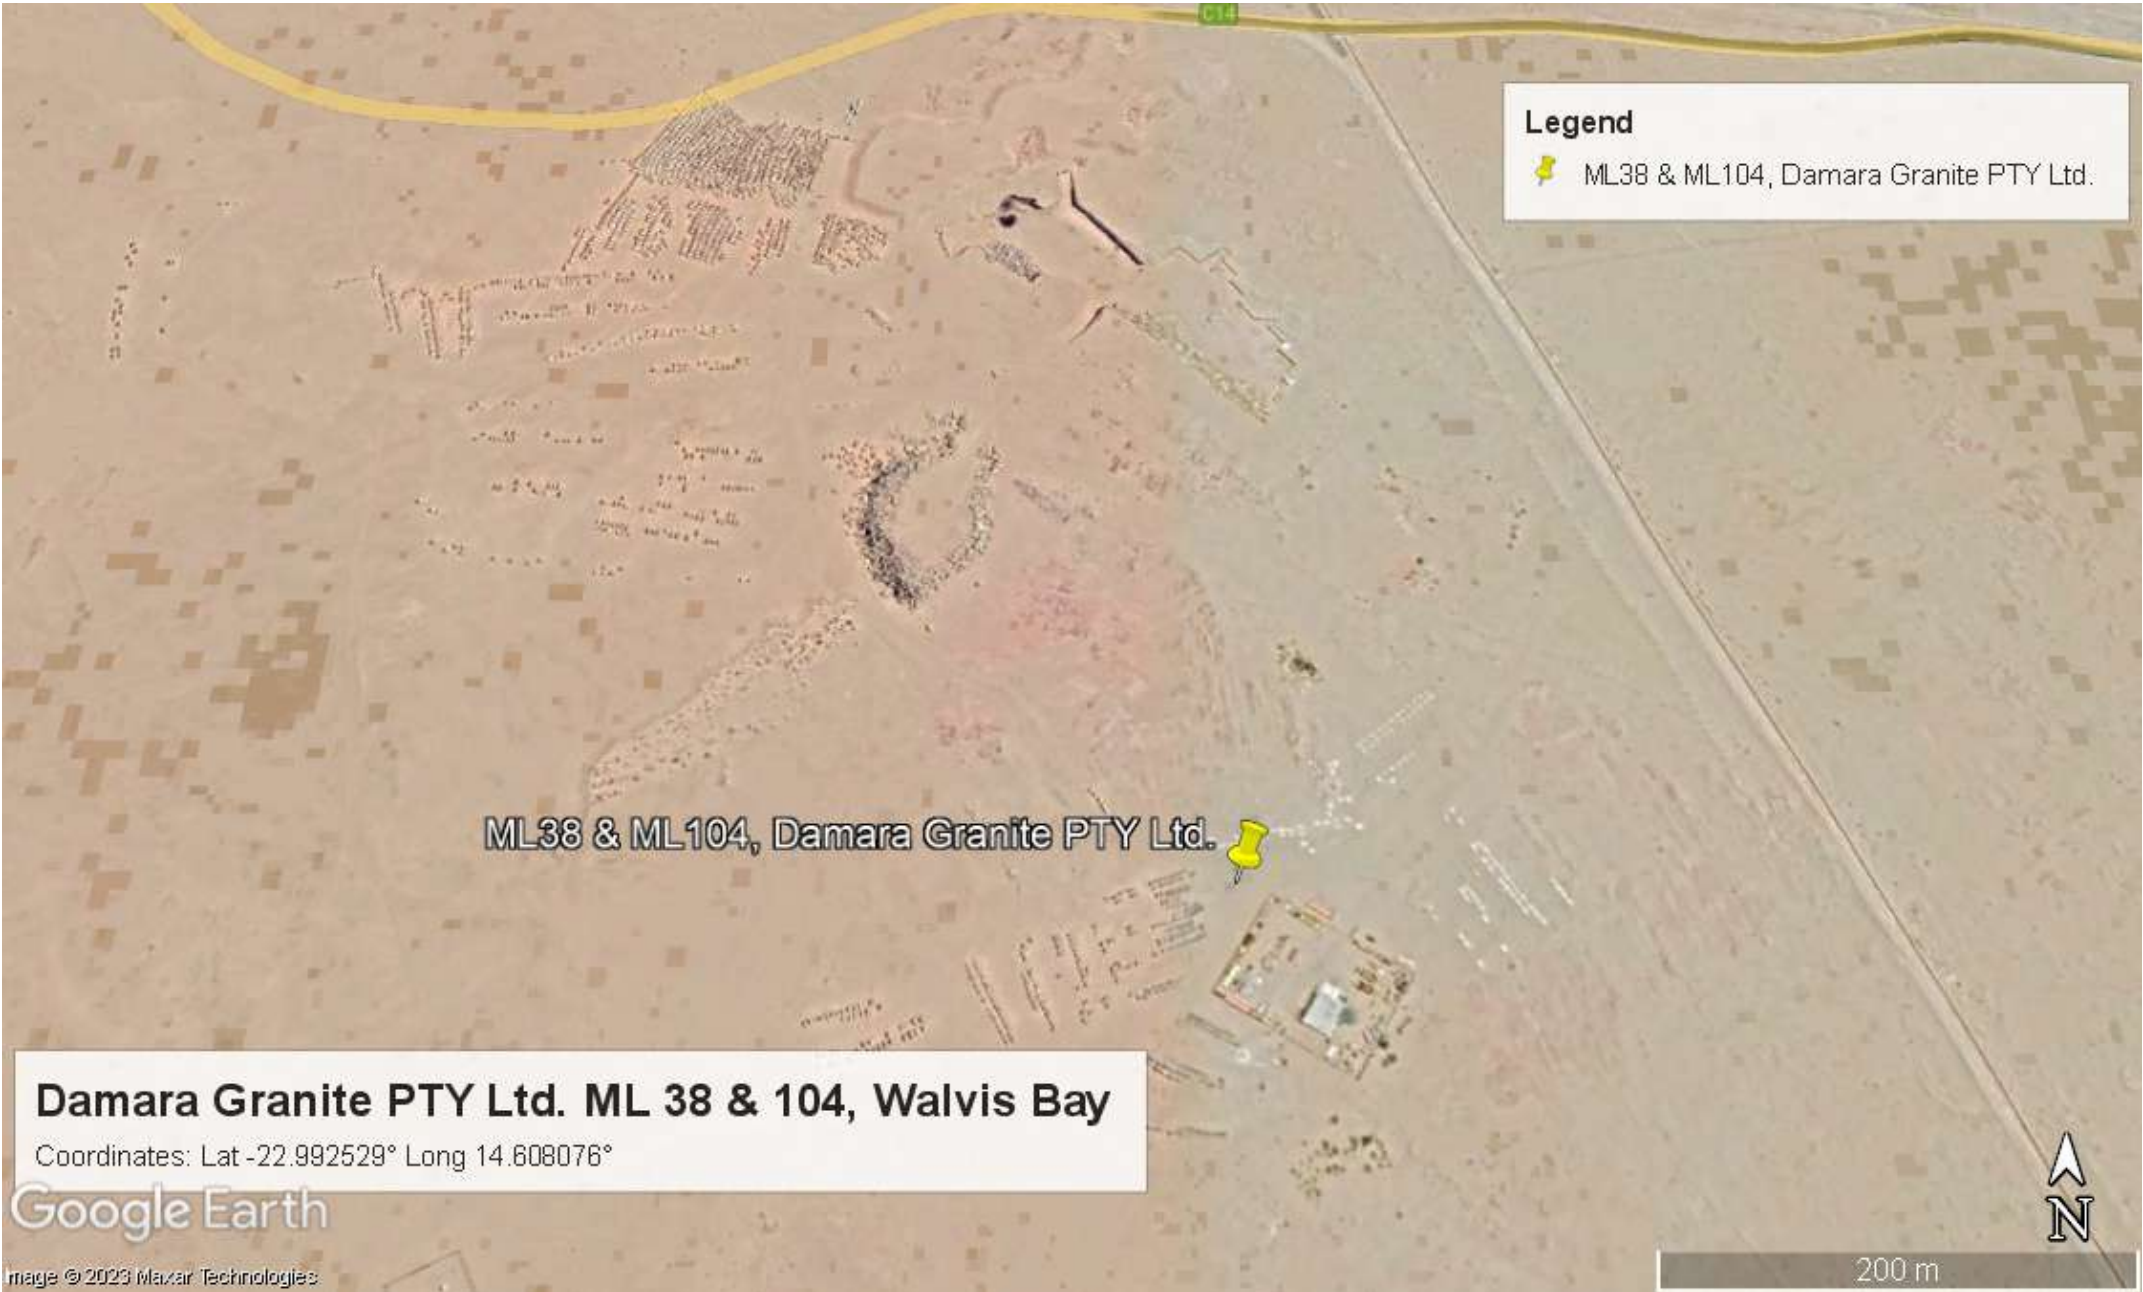 C14
Legend
ML38 & ML104, Damara Granite PTY Ltd.
ML38 & ML104, Damara Granite PTY Ltd.
Damara Granite PTY Ltd. ML 38 & 104, Walvis Bay
Coordinates: Lat -22.992529° Long 14.608076°
Google Earth
N
Image © 2023 Maxar Technologies
200 m